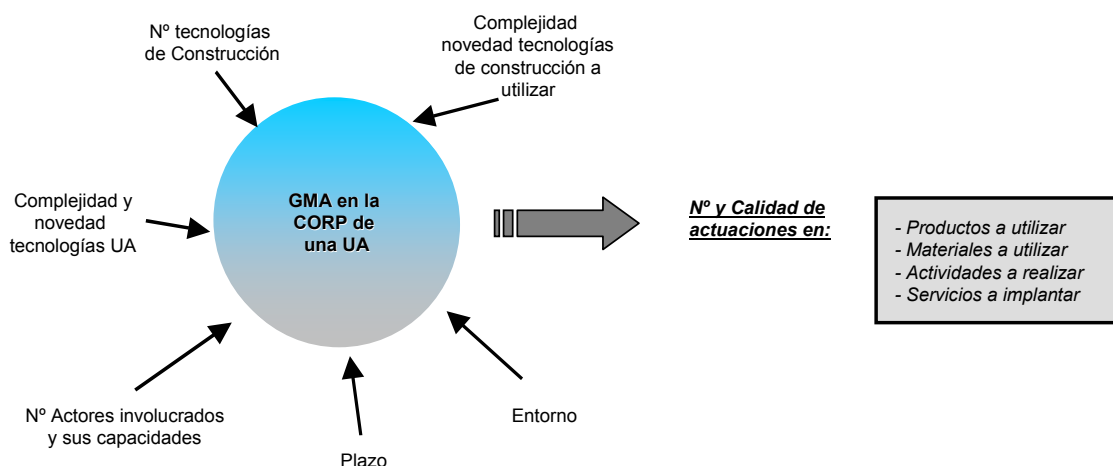 Nº tecnologías
de Construcción
Complejidad
novedad tecnologías
de construcción a
utilizar
Complejidad y
novedad
tecnologías UA
GMA en la
CORP de
una UA
Nº y Calidad de
actuaciones en:
- Productos a utilizar
- Materiales a utilizar
- Actividades a realizar
- Servicios a implantar
Nº Actores involucrados
y sus capacidades
Plazo
Entorno